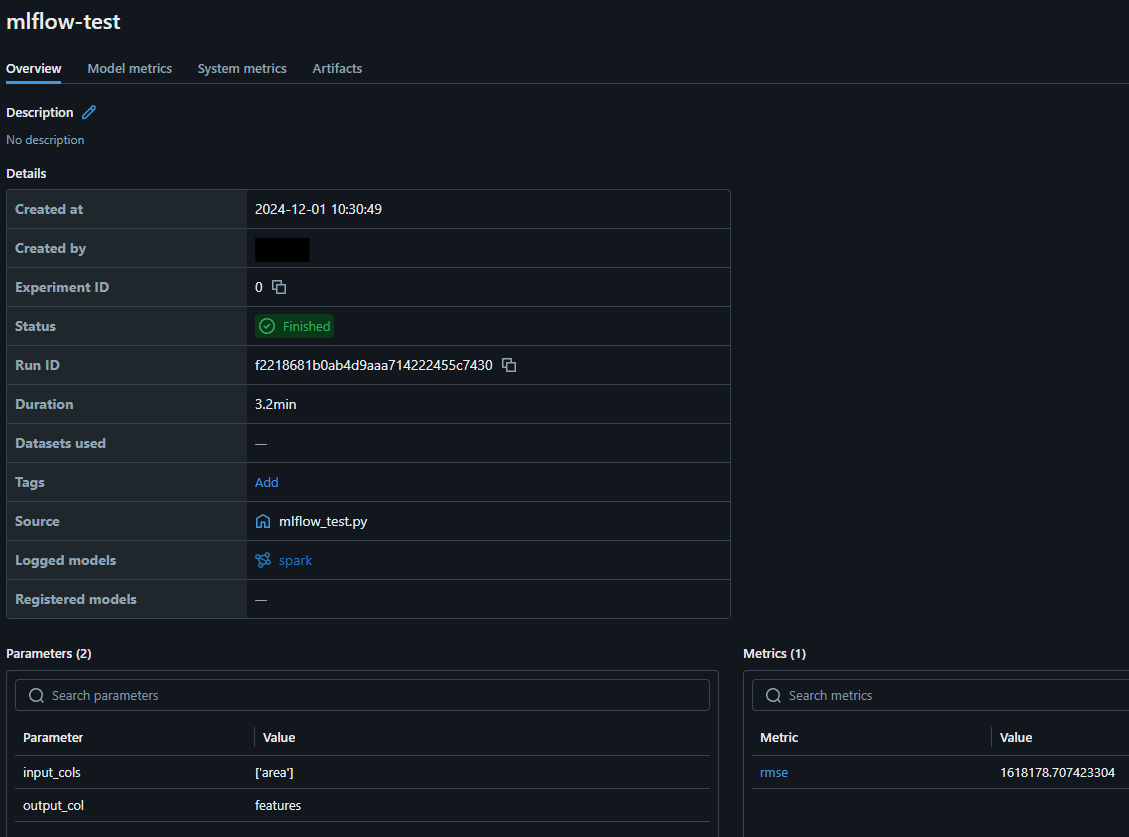 mlflow-test
Overview Model metrics System metrics Artifacts
Description
No description
Details
Created at 2024-12-01 10:30:49
Created by
Experiment ID 0
Status Finished
Run ID f2218681b0ab4d9aaa714222455c7430
Duration 3.2min
Datasets used —
Tags Add
Source mlflow_test.py
Logged models spark
Registered models —
Parameters (2) Metrics (1)
Search parameters Search metrics
Parameter Value Metric Value
input_cols ['area'] rmse 1618178.707423304
output_col features